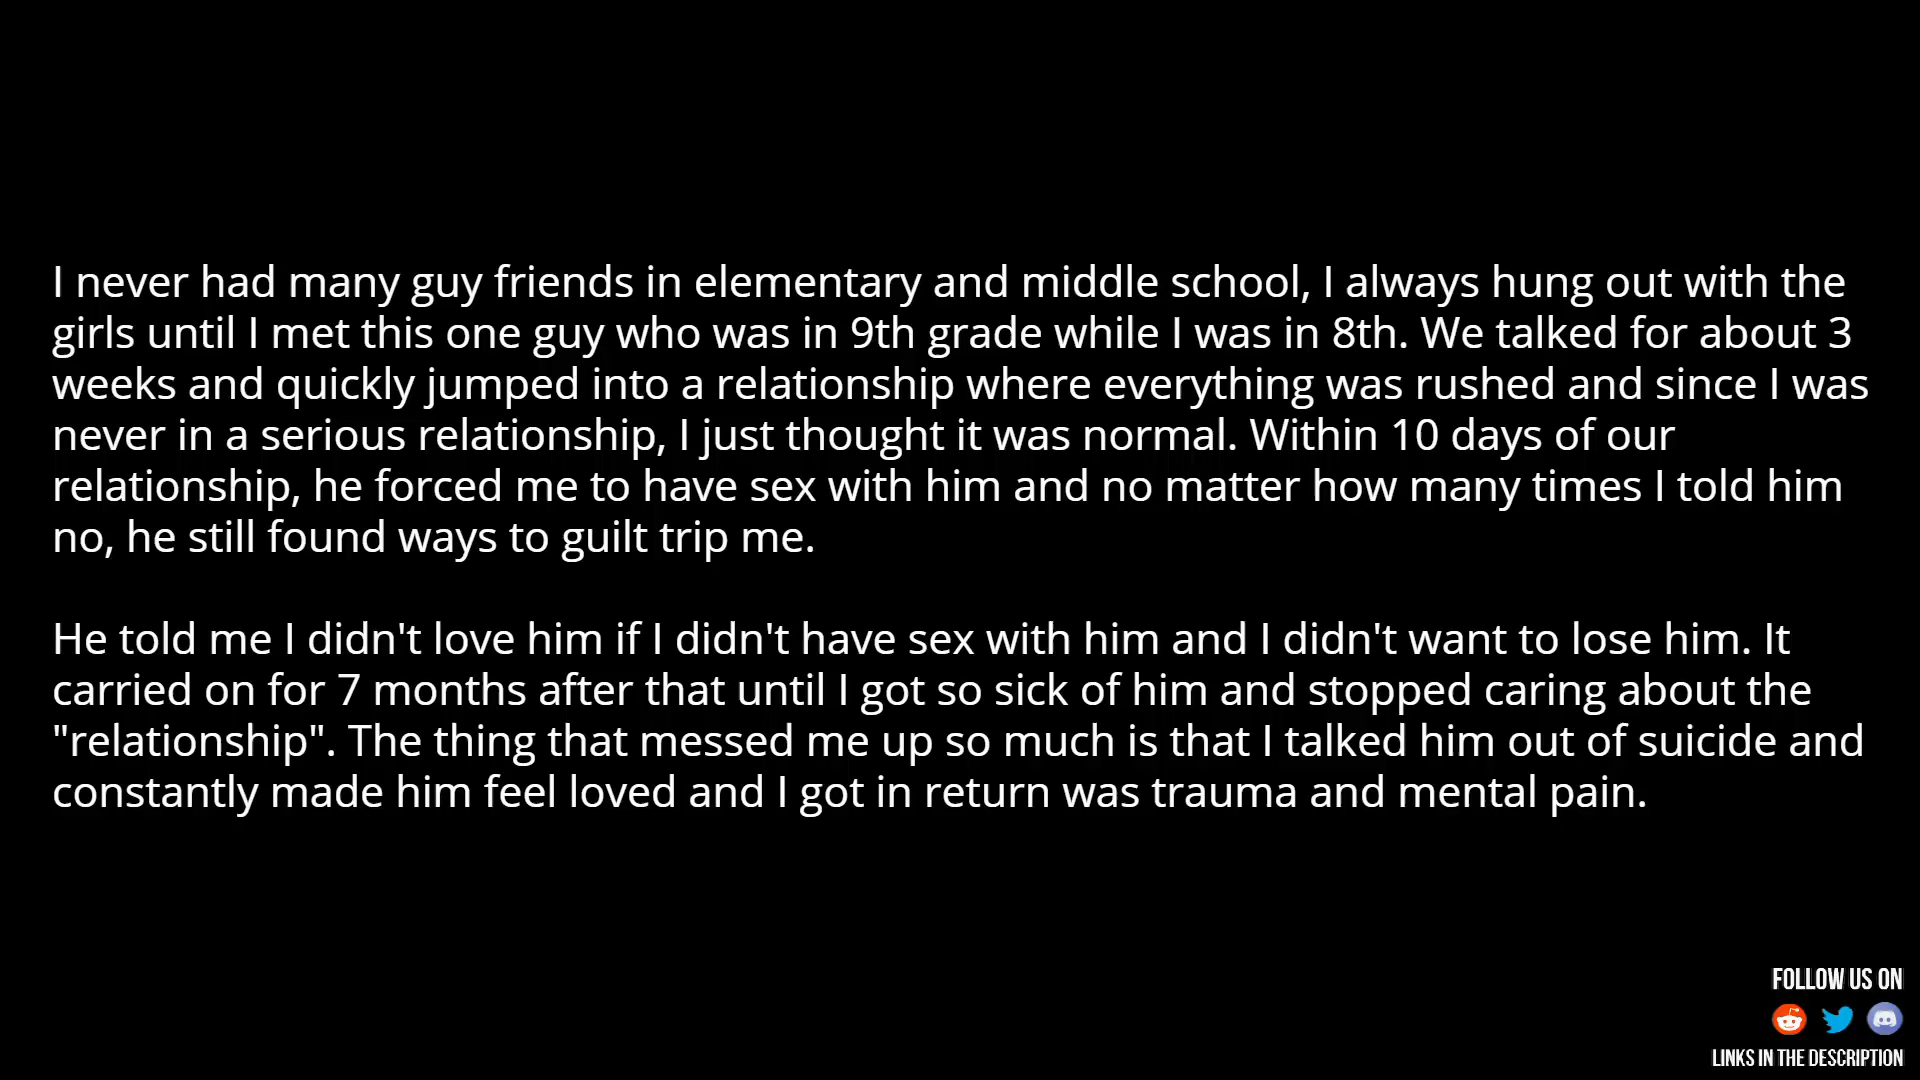 I never had many guy friends in elementary and middle school, I always hung out with the
girls until I met this one guy who was in 9th grade while I was in 8th. We talked for about 3
weeks and quickly jumped into a relationship where everything was rushed and since I was
never in a serious relationship, I just thought it was normal. Within 10 days of our
relationship, he forced me to have sex with him and no matter how many times I told him
no, he still found ways to guilt trip me.
He told me I didn't love him if I didn't have sex with him and I didn't want to lose him. It
carried on for 7 months after that until I got so sick of him and stopped caring about the
"relationship". The thing that messed me up so much is that I talked him out of suicide and
constantly made him feel loved and I got in return was trauma and mental pain.
FOLLOW US ON
LINKS IN THE DESCRIPTION